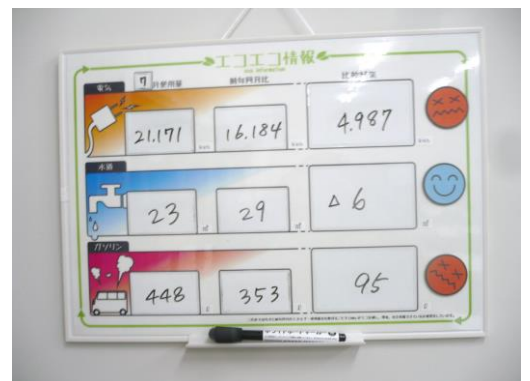 エコエコ情報
電気
7月使用量
前年同月比
比較対策
21.171
16.184
4.987
水道
23
29
△6
ガソリン
448
353
95